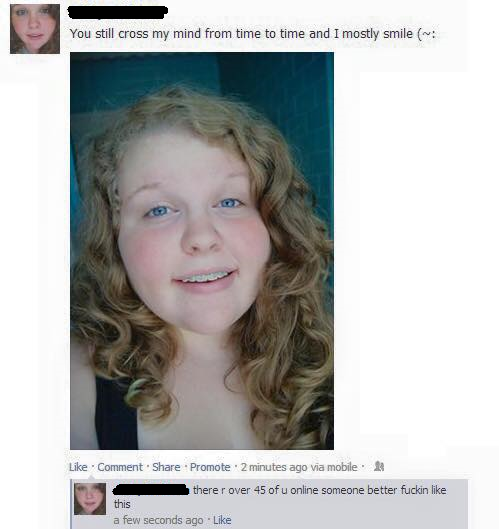 You still cross my mind from time to time and I mostly smile (~:
Like · Comment · Share · Promote · 2 minutes ago via mobile ·
there r over 45 of u online someone better fuckin like
this
a few seconds ago · Like